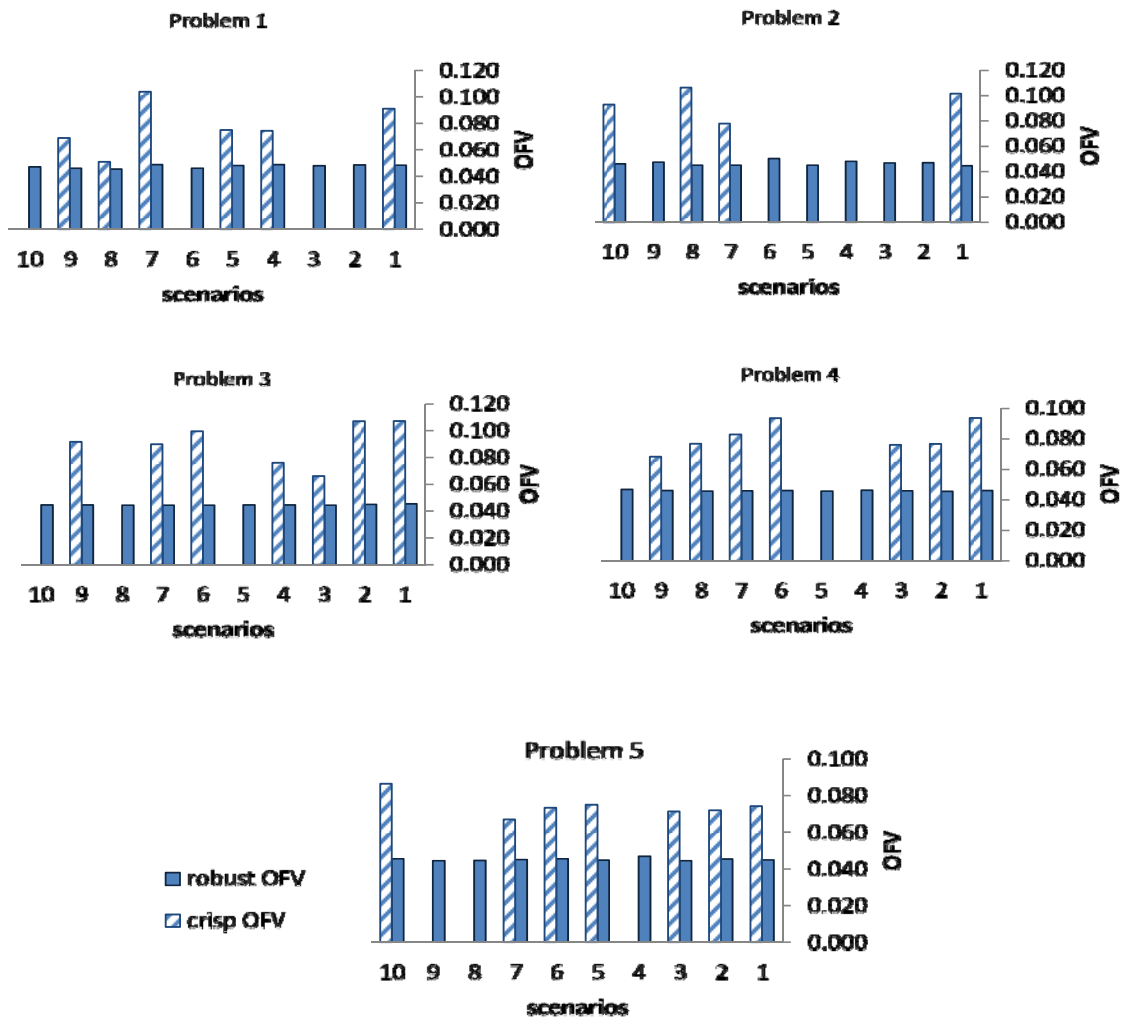 Problem 1
0.120
0.100
0.080
0.060
0.040
0.020
0.000
OFV
10 9 8 7 6 5 4 3 2 1
scenarios
Problem 2
0.120
0.100
0.080
0.060
0.040
0.020
0.000
OFV
10 9 8 7 6 5 4 3 2 1
scenarios
Problem 3
0.120
0.100
0.080
0.060
0.040
0.020
0.000
OFV
10 9 8 7 6 5 4 3 2 1
scenarios
Problem 4
0.100
0.080
0.060
0.040
0.020
0.000
OFV
10 9 8 7 6 5 4 3 2 1
scenarios
Problem 5
0.100
0.080
0.060
0.040
0.020
0.000
OFV
10 9 8 7 6 5 4 3 2 1
scenarios
robust OFV
crisp OFV